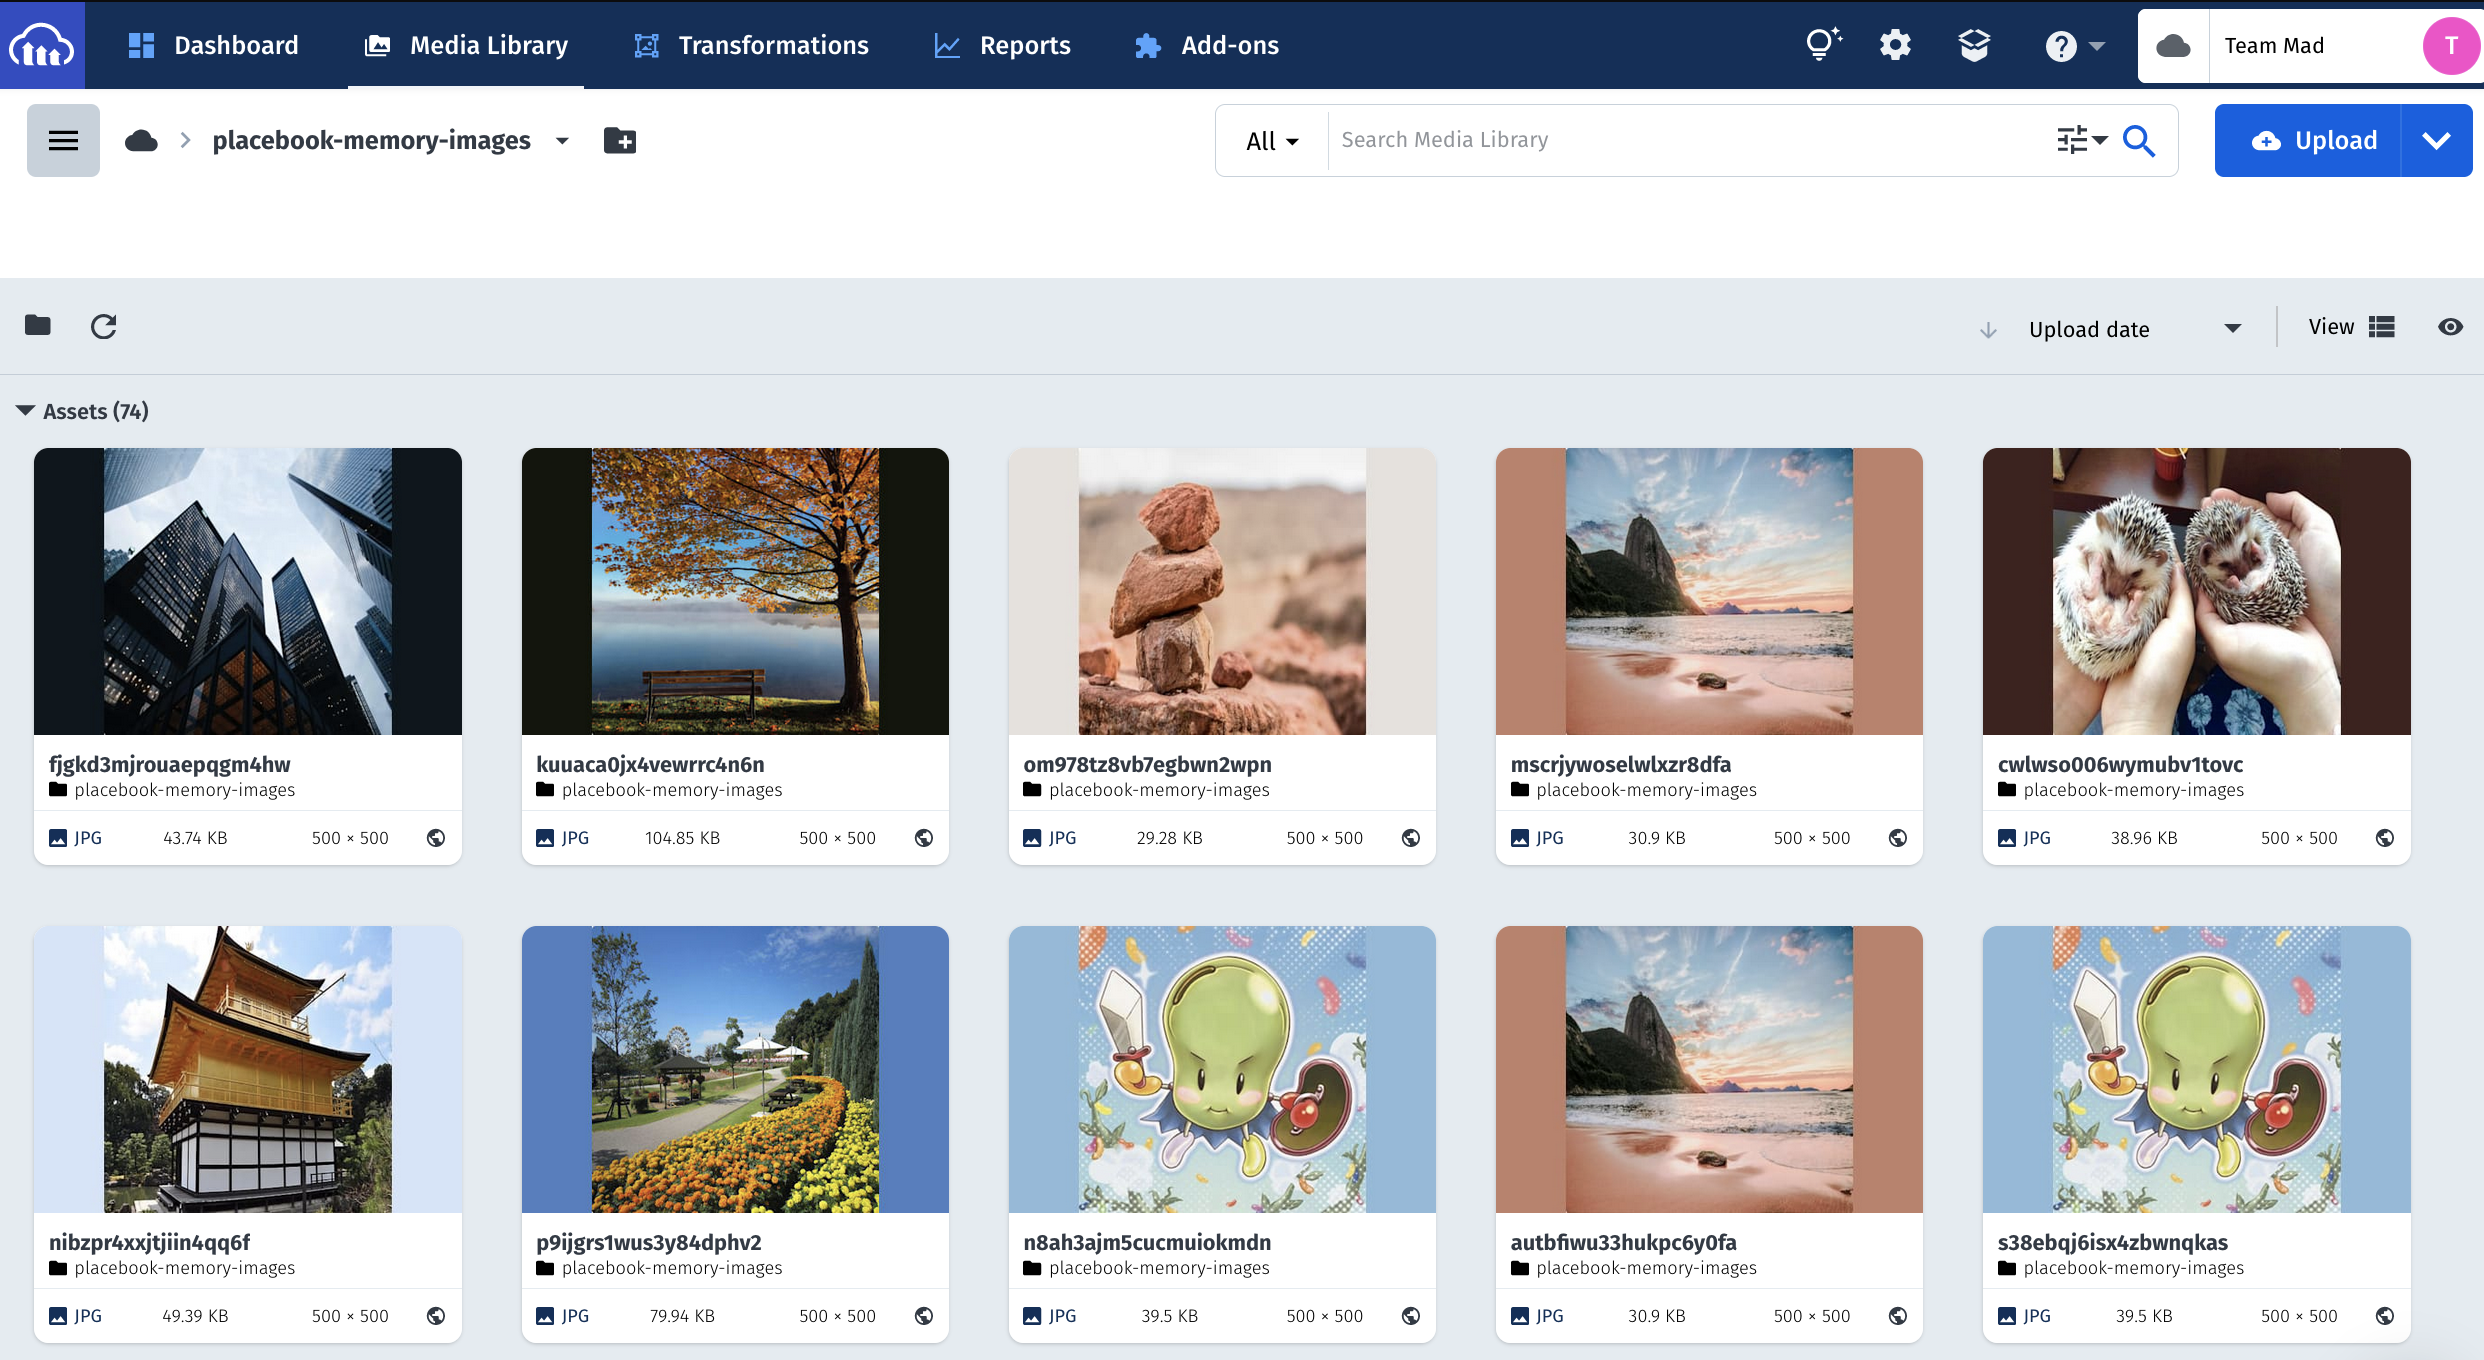 Dashboard
Media Library
Transformations
Reports
Add-ons
Team Mad
T
placebook-memory-images
All
Search Media Library
Upload
Upload date
View
Assets (74)
fjgkd3mjrouaepqgm4hw
placebook-memory-images
JPG 43.74 KB 500 × 500
kuuaca0jx4vewrrc4n6n
placebook-memory-images
JPG 104.85 KB 500 × 500
om978tz8vb7egbwn2wpn
placebook-memory-images
JPG 29.28 KB 500 × 500
mscrjywoselwlxzr8dfa
placebook-memory-images
JPG 30.9 KB 500 × 500
cwlwso006wymubv1tovc
placebook-memory-images
JPG 38.96 KB 500 × 500
nibzpr4xxjtjiin4qq6f
placebook-memory-images
JPG 49.39 KB 500 × 500
p9ijgrs1wus3y84dphv2
placebook-memory-images
JPG 79.94 KB 500 × 500
n8ah3ajm5cucmuiokmdn
placebook-memory-images
JPG 39.5 KB 500 × 500
autbfiwu33hukpc6y0fa
placebook-memory-images
JPG 30.9 KB 500 × 500
s38ebqj6isx4zbwnqkas
placebook-memory-images
JPG 39.5 KB 500 × 500